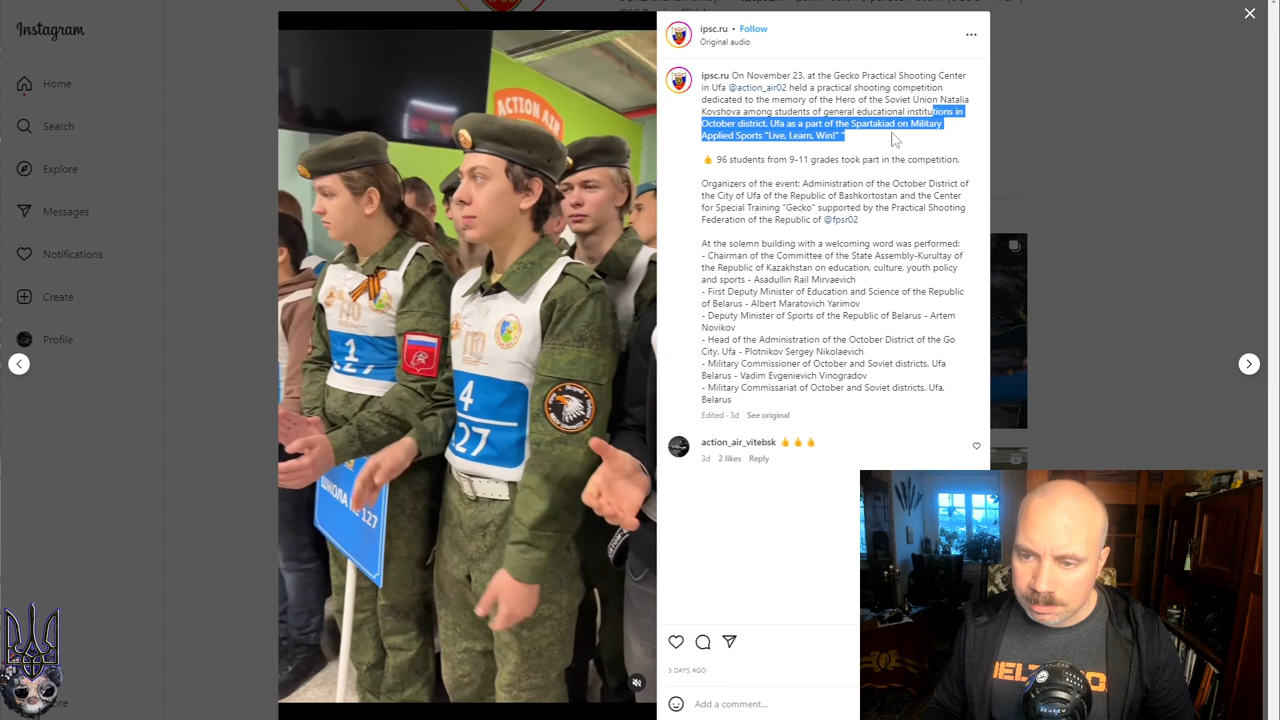 Instagram
Home
Search
Explore
Messages
Notifications
Create
Profile
ACTION AIR
1
127
4
127
ШКОЛА № 127
ipsc.ru • Follow
Original audio
ipsc.ru On November 23. at the Gecko Practical Shooting Center
in Ufa @action_air02 held a practical shooting competition
dedicated to the memory of the Hero of the Soviet Union Natalia
Kovshova among students of general educational institutions in
October district. Ufa as a part of the Spartakiad on Military
Applied Sports "Live, Learn, Win!" "
👍 96 students from 9-11 grades took part in the competition.
Organizers of the event: Administration of the October District of
the City of Ufa of the Republic of Bashkortostan and the Center
for Special Training "Gecko" supported by the Practical Shooting
Federation of the Republic of @fpsr02
At the solemn building with a welcoming word was performed:
- Chairman of the Committee of the State Assembly-Kurultay of
the Republic of Kazakhstan on education, culture, youth policy
and sports - Asadullin Rail Mirvaevich
- First Deputy Minister of Education and Science of the Republic
of Belarus - Albert Maratovich Yarimov
- Deputy Minister of Sports of the Republic of Belarus - Artem
Novikov
- Head of the Administration of the October District of the Go
City. Ufa - Plotnikov Sergey Nikolaevich
- Military Commissioner of October and Soviet districts. Ufa
Belarus - Vadim Evgenievich Vinogradov
- Military Commissariat of October and Soviet districts. Ufa,
Belarus
Edited · 3d See original
action_air_vitebsk 👍 👍 👍
3d 2 likes Reply
3 DAYS AGO
Add a comment...